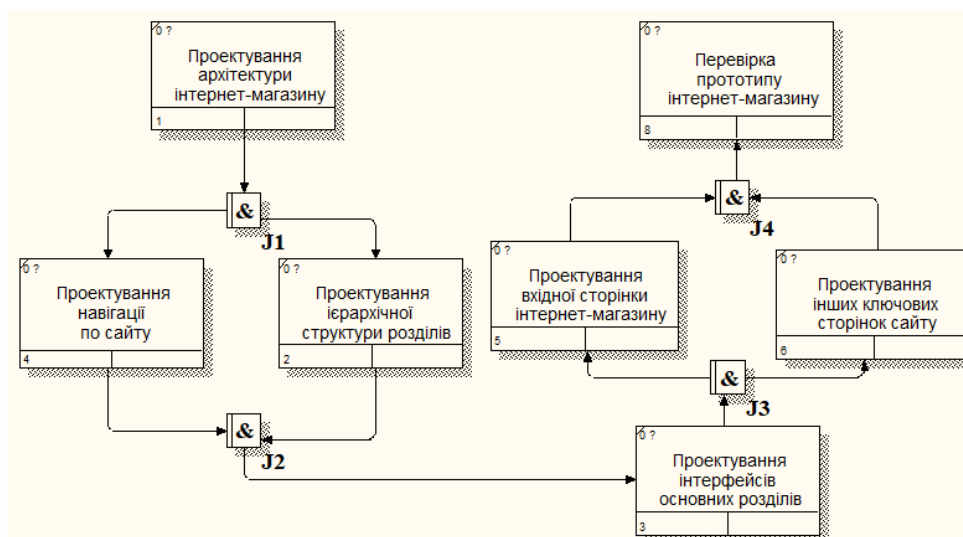 0 ?
Проектування
архітектури
інтернет-магазину
1
&
J1
0 ?
Проектування
навігації
по сайту
4
0 ?
Проектування
ієрархічної
структури розділів
2
&
J2
0 ?
Перевірка
прототипу
інтернет-магазину
8
&
J4
0 ?
Проектування
вхідної сторінки
інтернет-магазину
5
0 ?
Проектування
інших ключових
сторінок сайту
6
&
J3
0 ?
Проектування
інтерфейсів
основних розділів
3